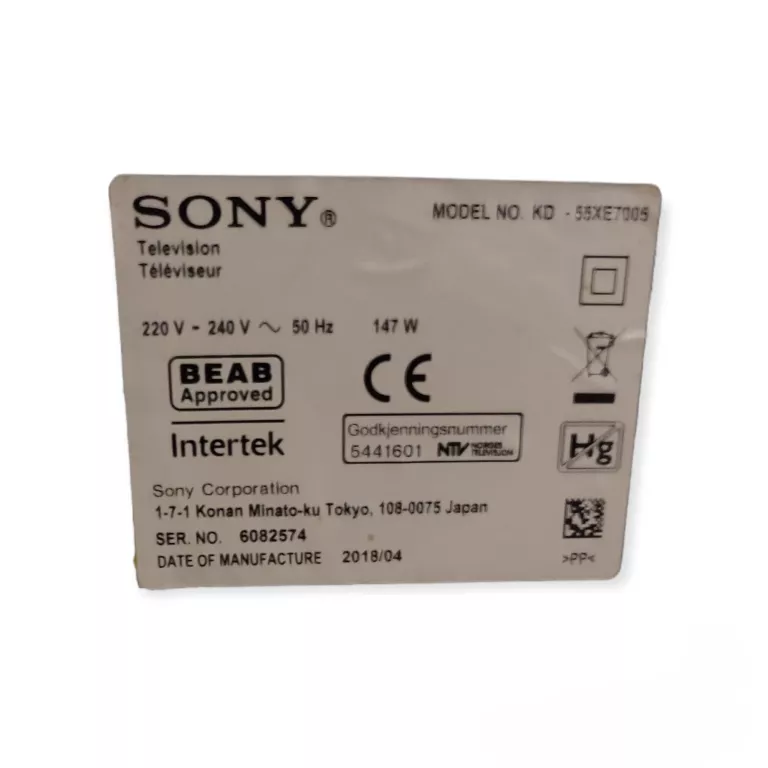 SONY®
MODEL NO. KD - 55XE7005
Television
Téléviseur
220 V - 240 V ~ 50 Hz 147 W
BEAB
Approved
CE
Intertek
Godkjenningsnummer
5441601 NTV NORGES TELEVISION
Hg
Sony Corporation
1-7-1 Konan Minato-ku Tokyo, 108-0075 Japan
SER. NO. 6082574
DATE OF MANUFACTURE 2018/04
>PP<